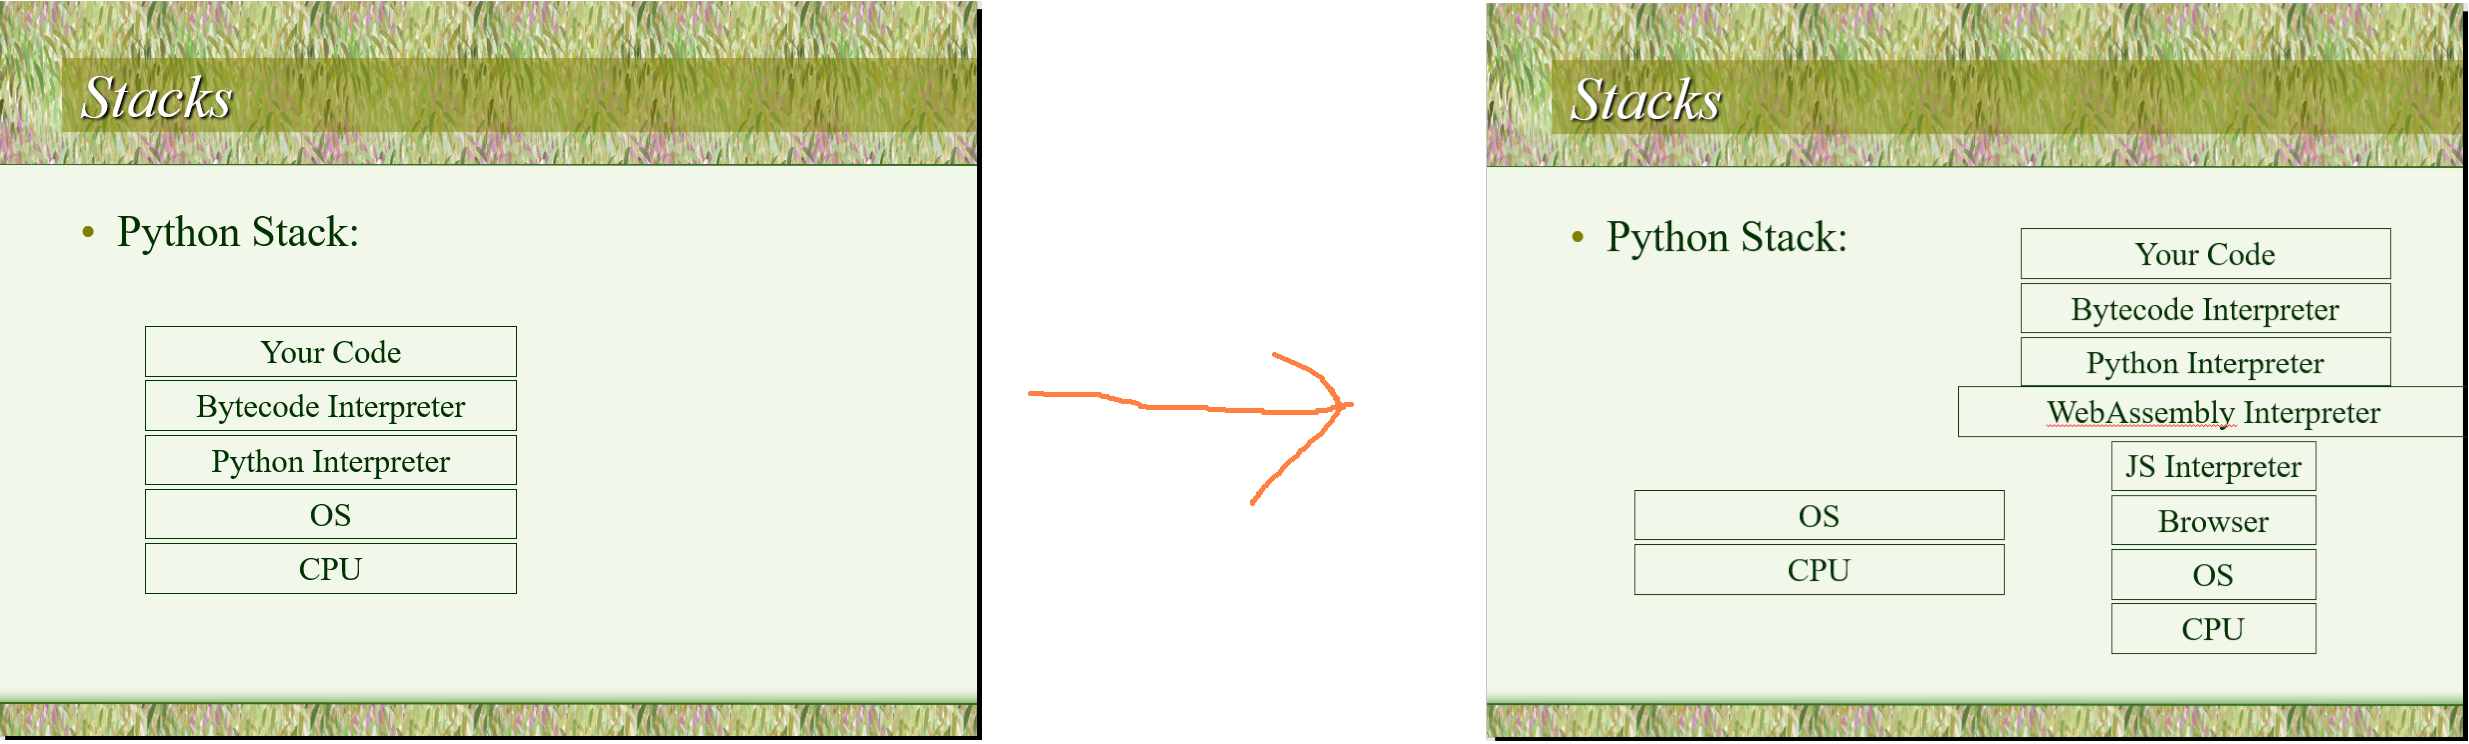 Stacks
• Python Stack:
Your Code
Bytecode Interpreter
Python Interpreter
OS
CPU
Stacks
• Python Stack:
Your Code
Bytecode Interpreter
Python Interpreter
WebAssembly Interpreter
JS Interpreter
Browser
OS
CPU
OS
CPU